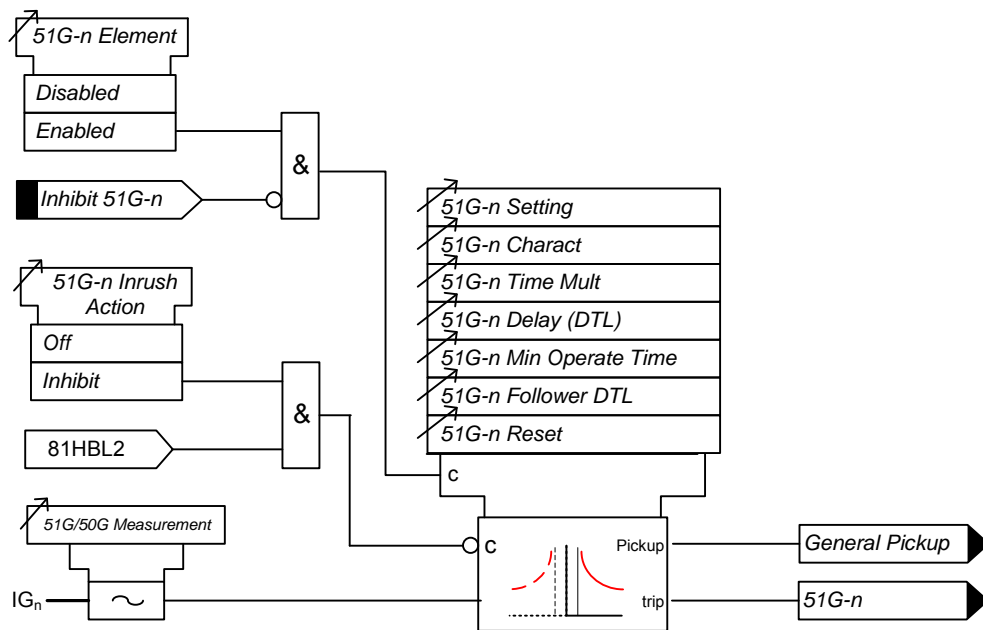 51G-n Element
Disabled
Enabled
&
Inhibit 51G-n
51G-n Setting
51G-n Charact
51G-n Time Mult
51G-n Delay (DTL)
51G-n Min Operate Time
51G-n Follower DTL
51G-n Reset
c
51G-n Inrush
Action
Off
Inhibit
&
81HBL2
51G/50G Measurement
IGn
c
Pickup
trip
General Pickup
51G-n